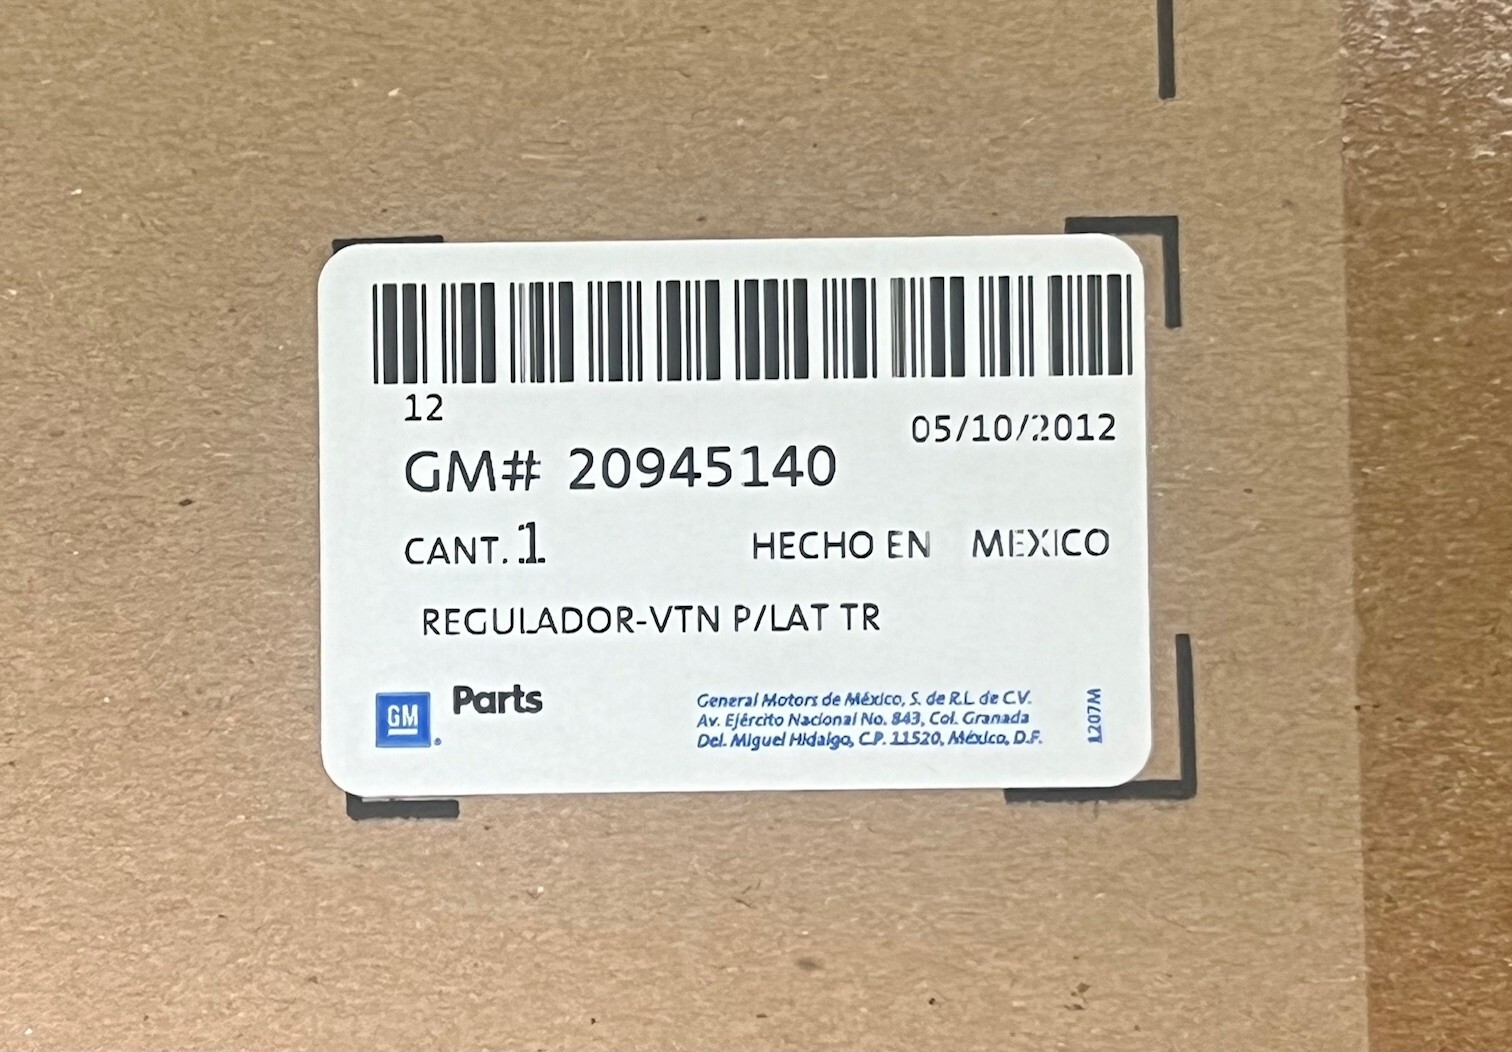 12
05/10/2012
GM# 20945140
CANT. 1 HECHO EN MEXICO
REGULADOR-VTN P/LAT TR
GM Parts
General Motors de México, S. de R.L. de C.V.
Av. Ejército Nacional No. 843, Col. Granada
Del. Miguel Hidalgo, C.P. 11520, México, D.F.
1207M